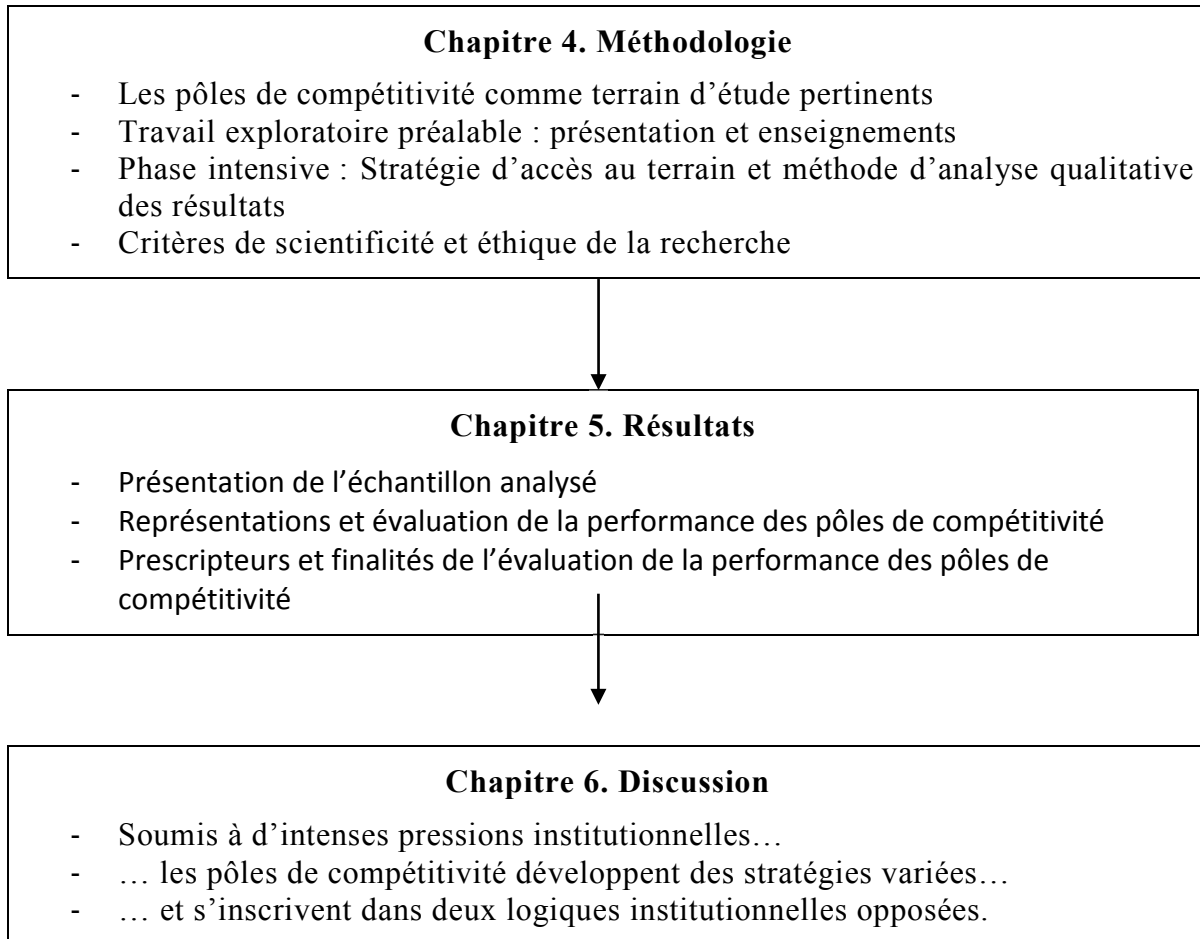 Chapitre 4. Méthodologie
- Les pôles de compétitivité comme terrain d’étude pertinents
- Travail exploratoire préalable : présentation et enseignements
- Phase intensive : Stratégie d’accès au terrain et méthode d’analyse qualitative
des résultats
- Critères de scientificité et éthique de la recherche
Chapitre 5. Résultats
- Présentation de l’échantillon analysé
- Représentations et évaluation de la performance des pôles de compétitivité
- Prescripteurs et finalités de l’évaluation de la performance des pôles de
compétitivité
Chapitre 6. Discussion
- Soumis à d’intenses pressions institutionnelles…
- … les pôles de compétitivité développent des stratégies variées…
- … et s’inscrivent dans deux logiques institutionnelles opposées.